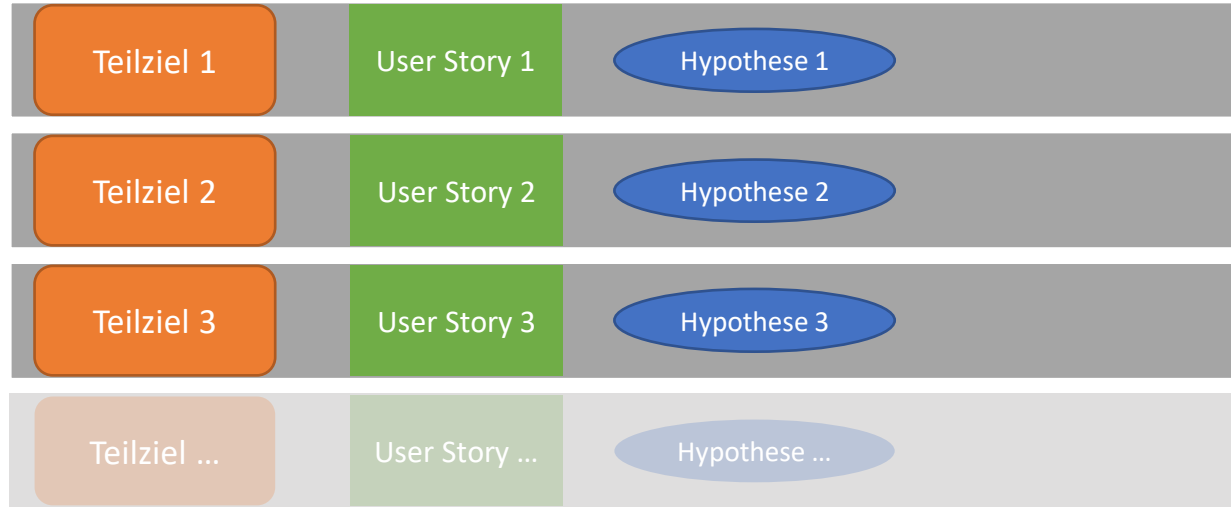 Teilziel 1
User Story 1
Hypothese 1
Teilziel 2
User Story 2
Hypothese 2
Teilziel 3
User Story 3
Hypothese 3
Teilziel ...
User Story ...
Hypothese ...